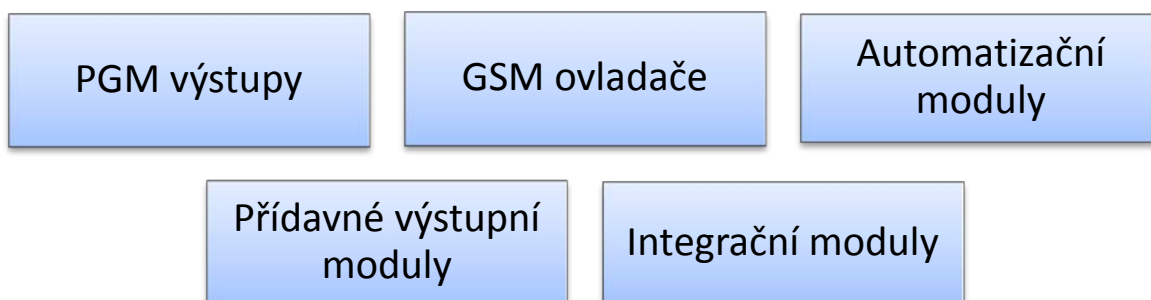 PGM výstupy
GSM ovladače
Automatizační
moduly
Přídavné výstupní
moduly
Integrační moduly